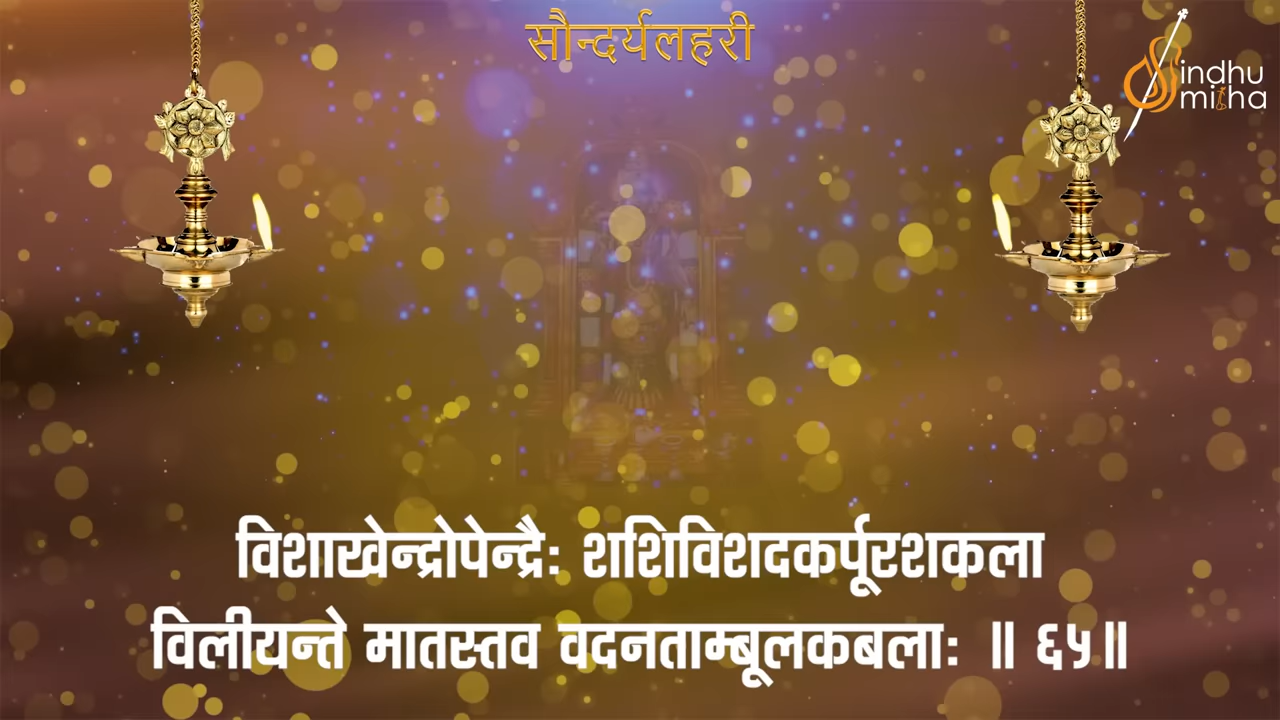 सौन्दर्यलहरी
Sindhu
Smitha
विशाखेन्द्रोपेन्द्रैः शशिविशदकर्पूरशकला
विलीयन्ते मातस्तव वदनताम्बूलकबलाः ॥ ६५॥